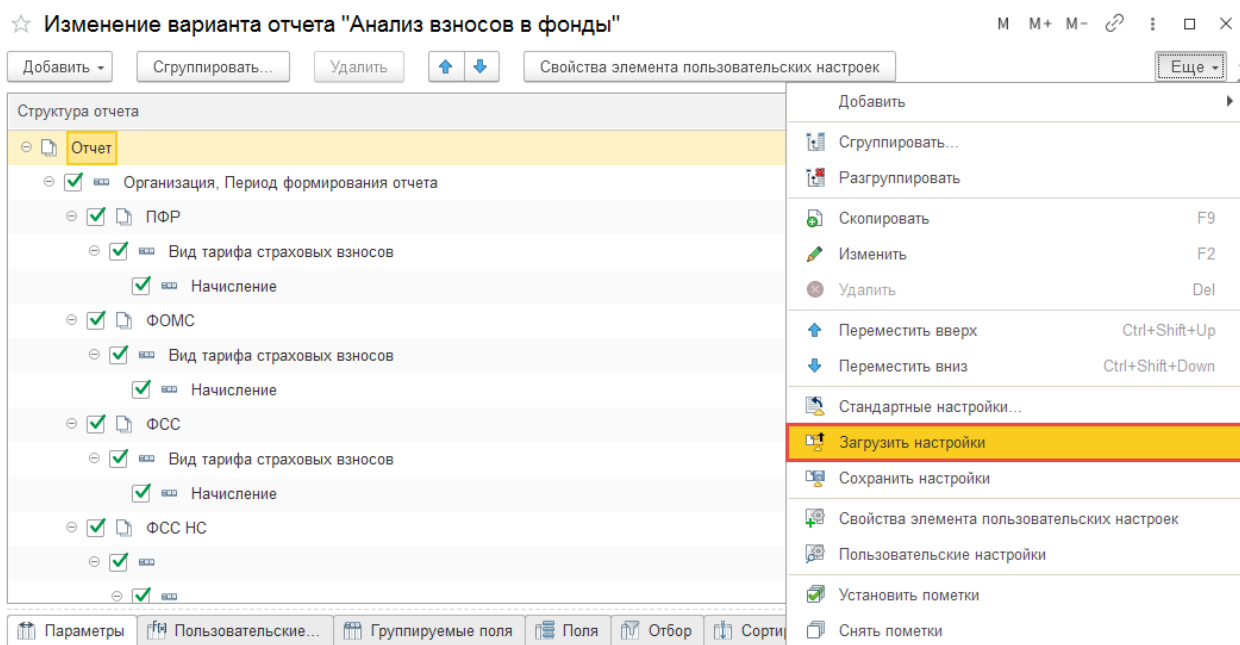 Изменение варианта отчета "Анализ взносов в фонды"
M M+ M-
Добавить
Сгруппировать...
Удалить
Свойства элемента пользовательских настроек
Еще
Структура отчета
Отчет
Организация, Период формирования отчета
ПФР
Вид тарифа страховых взносов
Начисление
ФОМС
Вид тарифа страховых взносов
Начисление
ФСС
Вид тарифа страховых взносов
Начисление
ФСС НС
Добавить
Сгруппировать...
Разгруппировать
Скопировать F9
Изменить F2
Удалить Del
Переместить вверх Ctrl+Shift+Up
Переместить вниз Ctrl+Shift+Down
Стандартные настройки...
Загрузить настройки
Сохранить настройки
Свойства элемента пользовательских настроек
Пользовательские настройки
Установить пометки
Снять пометки
Параметры
Пользовательские...
Группируемые поля
Поля
Отбор